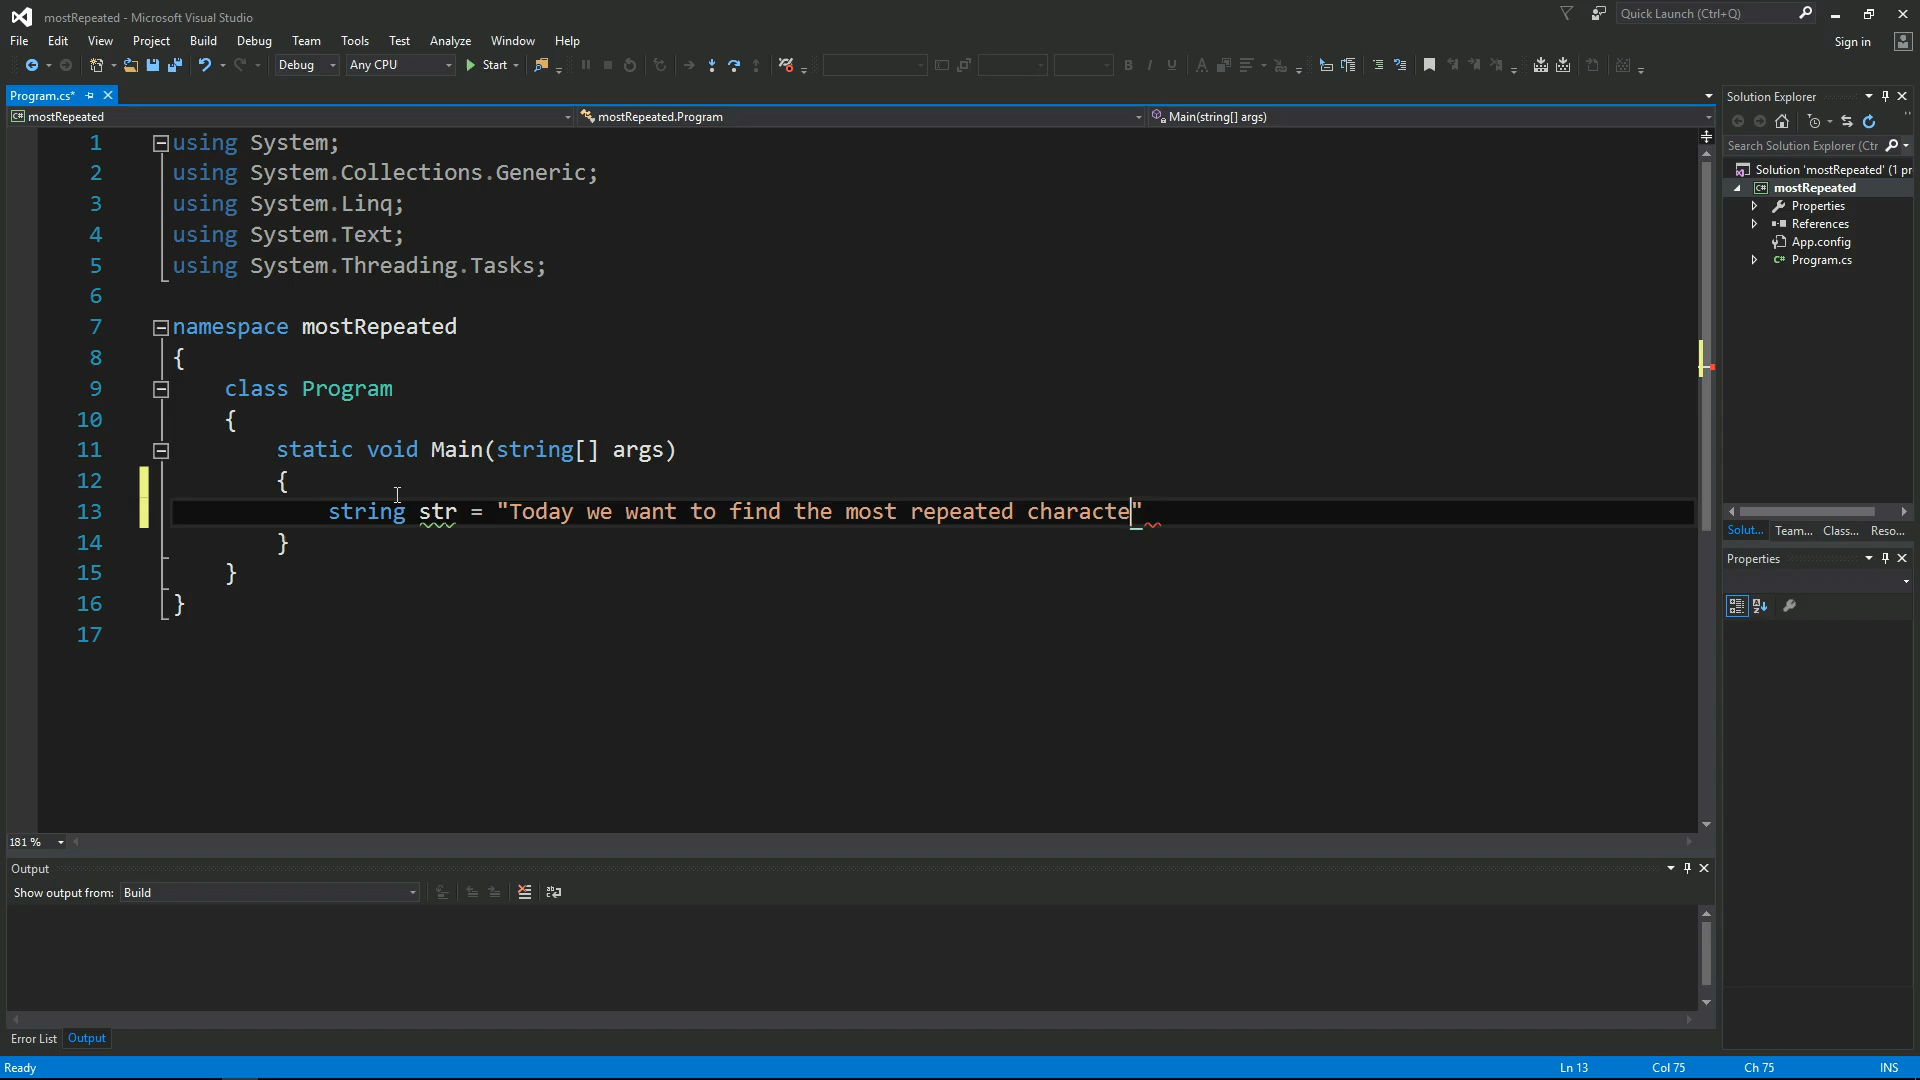 mostRepeated - Microsoft Visual Studio
Quick Launch (Ctrl+Q)
File Edit View Project Build Debug Team Tools Test Analyze Window Help
Sign in
Debug Any CPU Start
Program.cs*
mostRepeated mostRepeated.Program Main(string[] args)
1 using System;
2 using System.Collections.Generic;
3 using System.Linq;
4 using System.Text;
5 using System.Threading.Tasks;
6
7 namespace mostRepeated
8 {
9 class Program
10 {
11 static void Main(string[] args)
12 {
13 string str = "Today we want to find the most repeated characte"
14 }
15 }
16 }
17
181 %
Output
Show output from: Build
Error List Output
Ready
Ln 13 Col 75 Ch 75 INS
Solution Explorer
Search Solution Explorer (Ctr
Solution 'mostRepeated' (1 pr
mostRepeated
Properties
References
App.config
C# Program.cs
Solut... Team... Class... Reso...
Properties